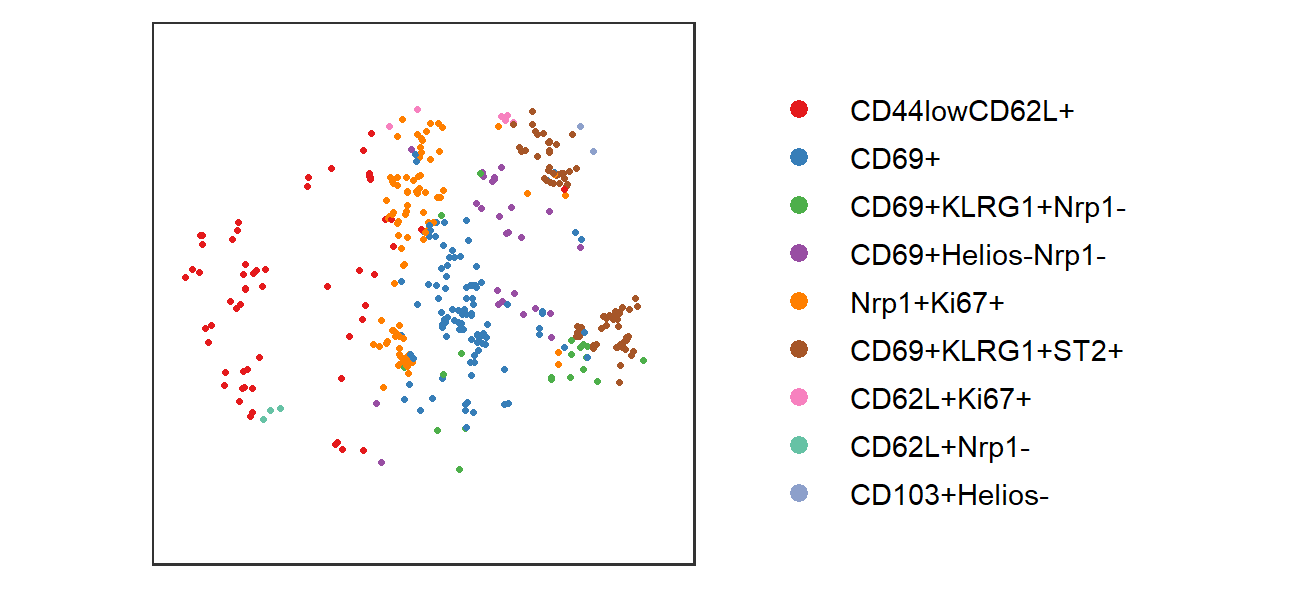 CD44lowCD62L+
CD69+
CD69+KLRG1+Nrp1-
CD69+Helios-Nrp1-
Nrp1+Ki67+
CD69+KLRG1+ST2+
CD62L+Ki67+
CD62L+Nrp1-
CD103+Helios-